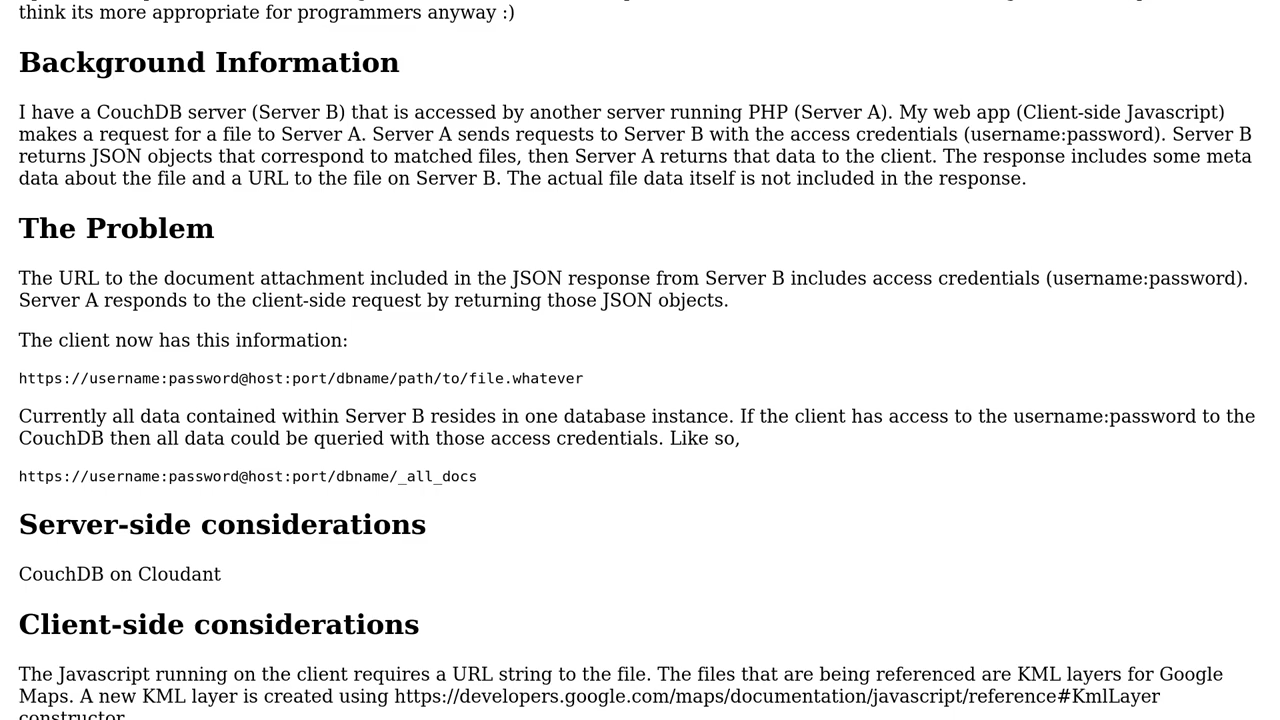 think its more appropriate for programmers anyway :)
Background Information
I have a CouchDB server (Server B) that is accessed by another server running PHP (Server A). My web app (Client-side Javascript)
makes a request for a file to Server A. Server A sends requests to Server B with the access credentials (username:password). Server B
returns JSON objects that correspond to matched files, then Server A returns that data to the client. The response includes some meta
data about the file and a URL to the file on Server B. The actual file data itself is not included in the response.
The Problem
The URL to the document attachment included in the JSON response from Server B includes access credentials (username:password).
Server A responds to the client-side request by returning those JSON objects.
The client now has this information:
https://username:password@host:port/dbname/path/to/file.whatever
Currently all data contained within Server B resides in one database instance. If the client has access to the username:password to the
CouchDB then all data could be queried with those access credentials. Like so,
https://username:password@host:port/dbname/_all_docs
Server-side considerations
CouchDB on Cloudant
Client-side considerations
The Javascript running on the client requires a URL string to the file. The files that are being referenced are KML layers for Google
Maps. A new KML layer is created using https://developers.google.com/maps/documentation/javascript/reference#KmlLayer
constructor